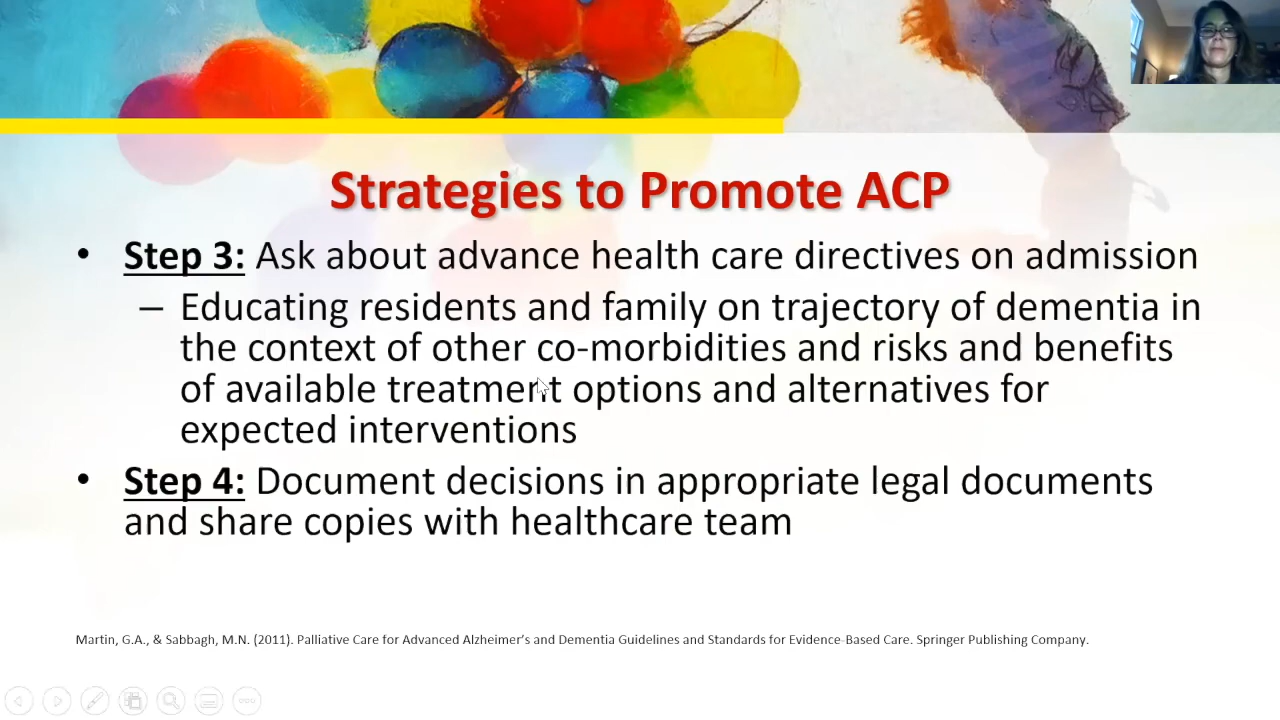 Strategies to Promote ACP
• Step 3: Ask about advance health care directives on admission
– Educating residents and family on trajectory of dementia in
the context of other co-morbidities and risks and benefits
of available treatment options and alternatives for
expected interventions
• Step 4: Document decisions in appropriate legal documents
and share copies with healthcare team
Martin, G.A., & Sabbagh, M.N. (2011). Palliative Care for Advanced Alzheimer’s and Dementia Guidelines and Standards for Evidence-Based Care. Springer Publishing Company.